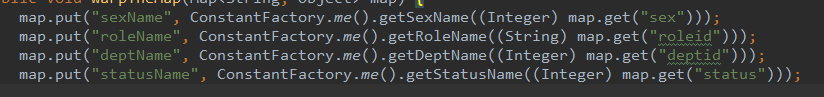 map.put("sexName", ConstantFactory.me().getSexName((Integer) map.get("sex")));
map.put("roleName", ConstantFactory.me().getRoleName((String) map.get("roleid")));
map.put("deptName", ConstantFactory.me().getDeptName((Integer) map.get("deptid")));
map.put("statusName", ConstantFactory.me().getStatusName((Integer) map.get("status")));